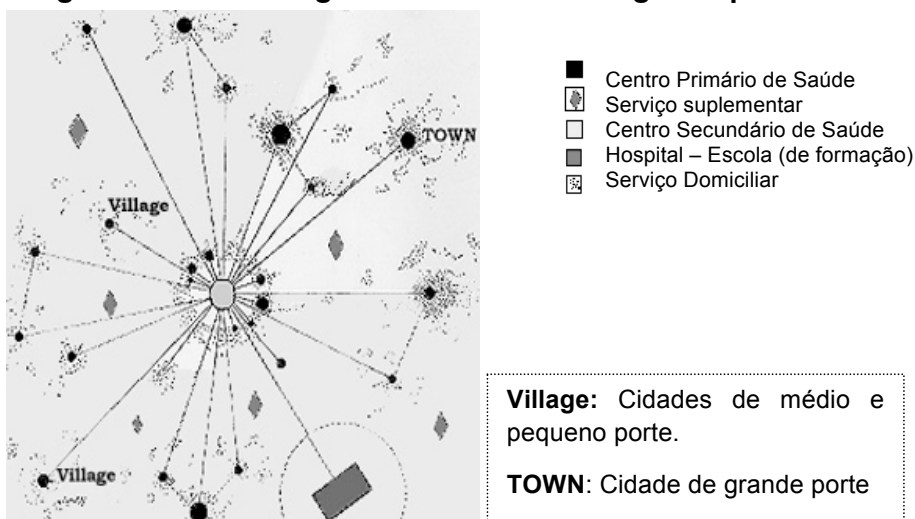 TOWN
Village
Village
Centro Primário de Saúde
Serviço suplementar
Centro Secundário de Saúde
Hospital – Escola (de formação)
Serviço Domiciliar
Village: Cidades de médio e
pequeno porte.
TOWN: Cidade de grande porte